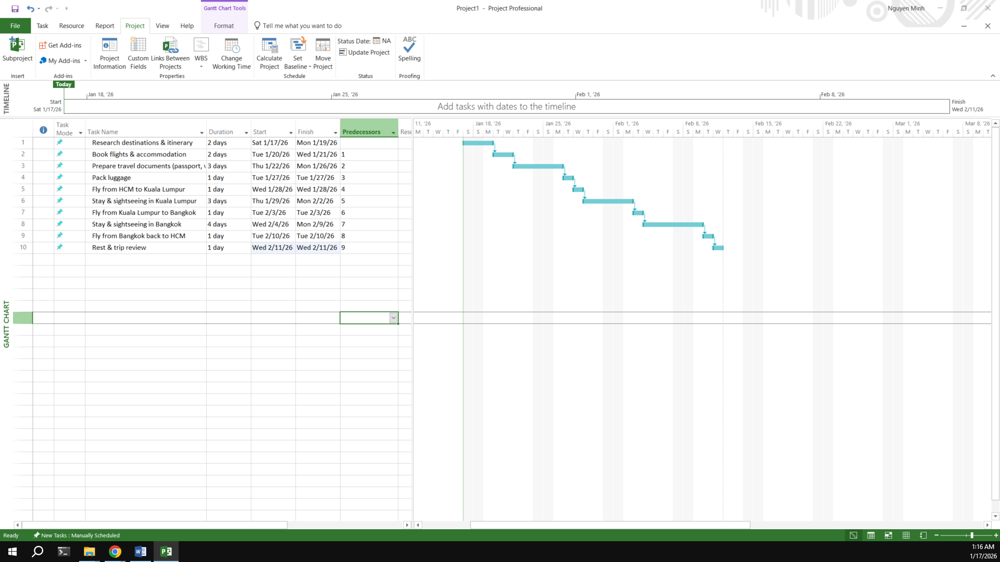 Gantt Chart Tools
Project1 - Project Professional
Nguyen Minh
File Task Resource Report Project View Help Format Tell me what you want to do
Subproject
Get Add-ins
My Add-ins
Project Information
Custom Fields
Links Between Projects
WBS
Change Working Time
Calculate Project
Set Baseline
Move Project
Status Date: NA
Update Project
ABC
Spelling
Insert Add-ins Properties Schedule Status Proofing
TIMELINE
Today
Jan 18, '26 Jan 25, '26 Feb 1, '26 Feb 8, '26
Start
Sat 1/17/26
Add tasks with dates to the timeline
Finish
Wed 2/11/26
GANTT CHART
Task Mode Task Name Duration Start Finish Predecessors Resc
11, '26 Jan 18, '26 Jan 25, '26 Feb 1, '26 Feb 8, '26 Feb 15, '26 Feb 22, '26 Mar 1, '26 Mar 8, '26
M T W T F S S M T W T F S S M T W T F S S M T W T F S S M T W T F S S M T W T F S S M T W T F S S M T W T F S S M T
1 Research destinations & itinerary 2 days Sat 1/17/26 Mon 1/19/26
2 Book flights & accommodation 2 days Tue 1/20/26 Wed 1/21/26 1
3 Prepare travel documents (passport, v 3 days Thu 1/22/26 Mon 1/26/26 2
4 Pack luggage 1 day Tue 1/27/26 Tue 1/27/26 3
5 Fly from HCM to Kuala Lumpur 1 day Wed 1/28/26 Wed 1/28/26 4
6 Stay & sightseeing in Kuala Lumpur 3 days Thu 1/29/26 Mon 2/2/26 5
7 Fly from Kuala Lumpur to Bangkok 1 day Tue 2/3/26 Tue 2/3/26 6
8 Stay & sightseeing in Bangkok 4 days Wed 2/4/26 Mon 2/9/26 7
9 Fly from Bangkok back to HCM 1 day Tue 2/10/26 Tue 2/10/26 8
10 Rest & trip review 1 day Wed 2/11/26 Wed 2/11/26 9
Ready New Tasks : Manually Scheduled
1:16 AM
1/17/2026